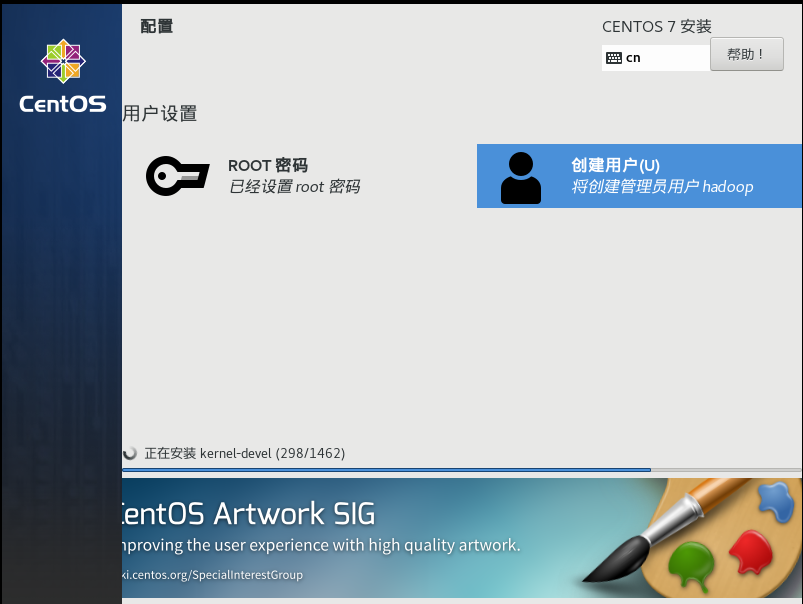 CentOS
配置
CENTOS 7 安装
cn
帮助！
用户设置
ROOT 密码
已经设置 root 密码
创建用户(U)
将创建管理员用户 hadoop
正在安装 kernel-devel (298/1462)
entOS Artwork SIG
proving the user experience with high quality artwork.
ki.centos.org/SpecialInterestGroup